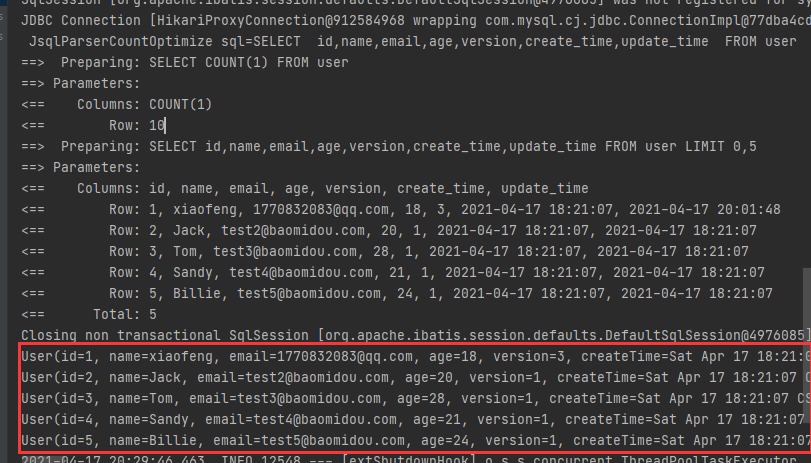 SqlSession [org.apache.ibatis.session.defaults.DefaultSqlSession@4976085] was not registered for sy
JDBC Connection [HikariProxyConnection@912584968 wrapping com.mysql.cj.jdbc.ConnectionImpl@77dba4cd
JsqlParserCountOptimize sql=SELECT  id,name,email,age,version,create_time,update_time  FROM user
==>  Preparing: SELECT COUNT(1) FROM user
==> Parameters:
<==    Columns: COUNT(1)
<==        Row: 10
==>  Preparing: SELECT id,name,email,age,version,create_time,update_time FROM user LIMIT 0,5
==> Parameters:
<==    Columns: id, name, email, age, version, create_time, update_time
<==        Row: 1, xiaofeng, 1770832083@qq.com, 18, 3, 2021-04-17 18:21:07, 2021-04-17 20:01:48
<==        Row: 2, Jack, test2@baomidou.com, 20, 1, 2021-04-17 18:21:07, 2021-04-17 18:21:07
<==        Row: 3, Tom, test3@baomidou.com, 28, 1, 2021-04-17 18:21:07, 2021-04-17 18:21:07
<==        Row: 4, Sandy, test4@baomidou.com, 21, 1, 2021-04-17 18:21:07, 2021-04-17 18:21:07
<==        Row: 5, Billie, test5@baomidou.com, 24, 1, 2021-04-17 18:21:07, 2021-04-17 18:21:07
<==      Total: 5
Closing non transactional SqlSession [org.apache.ibatis.session.defaults.DefaultSqlSession@4976085]
User(id=1, name=xiaofeng, email=1770832083@qq.com, age=18, version=3, createTime=Sat Apr 17 18:21:0
User(id=2, name=Jack, email=test2@baomidou.com, age=20, version=1, createTime=Sat Apr 17 18:21:07 C
User(id=3, name=Tom, email=test3@baomidou.com, age=28, version=1, createTime=Sat Apr 17 18:21:07 CS
User(id=4, name=Sandy, email=test4@baomidou.com, age=21, version=1, createTime=Sat Apr 17 18:21:07
User(id=5, name=Billie, email=test5@baomidou.com, age=24, version=1, createTime=Sat Apr 17 18:21:07
2021-04-17 20:29:46.463  INFO 12548 --- [extShutdownHook] o.s.s.concurrent.ThreadPoolTaskExecutor